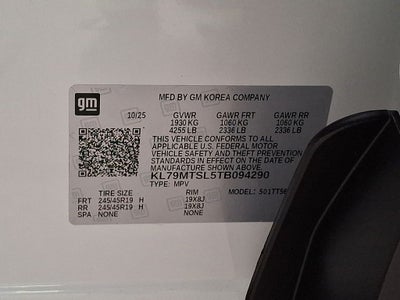 gm
MFD BY GM KOREA COMPANY
10/25 GVWR GAWR FRT GAWR RR
1930 KG 1060 KG 1060 KG
4255 LB 2336 LB 2336 LB
THIS VEHICLE CONFORMS TO ALL
APPLICABLE U.S. FEDERAL MOTOR
VEHICLE SAFETY AND THEFT PREVENTION
STANDARDS IN EFFECT ON THE DATE OF
MANUFACTURE SHOWN ABOVE.
KL79MTSL5TB094290
TYPE: MPV MODEL:
TIRE SIZE RIM
FRT 245/45R19 H 19X8J
RR 245/45R19 H 19X8J
SPA NONE NONE